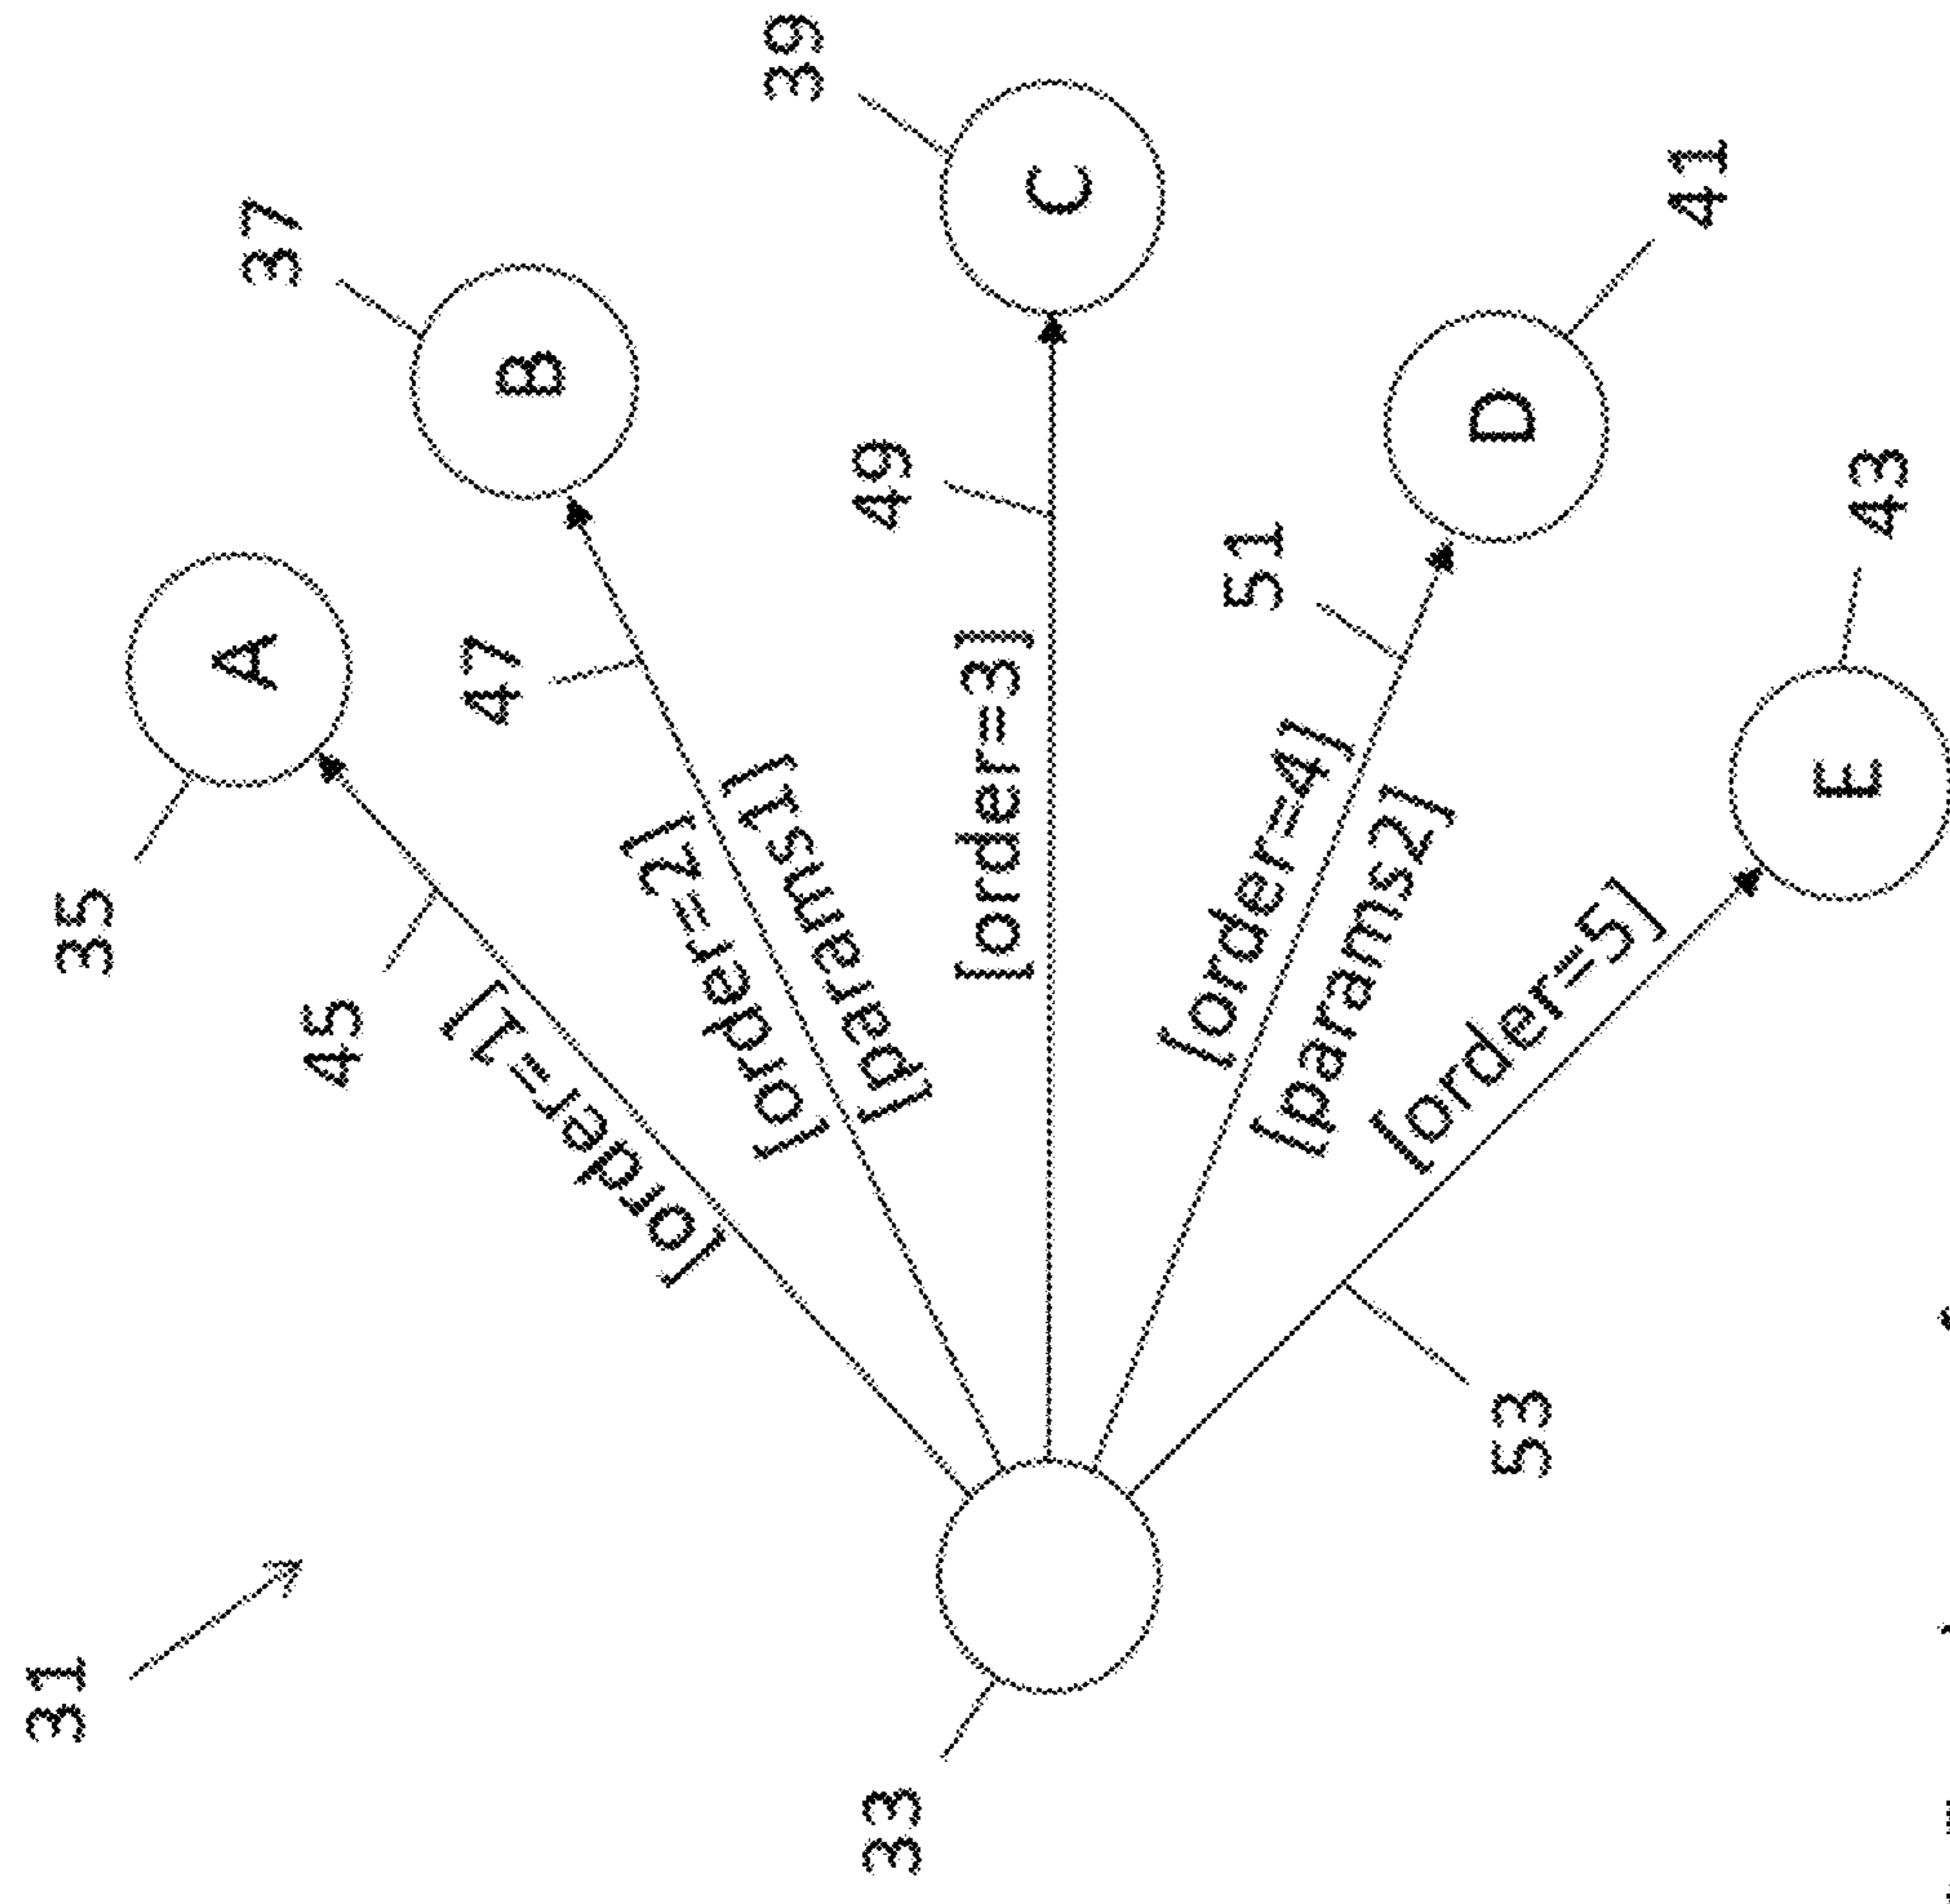 31
33
35
A
45
[order=1]
37
B
47
[order=2]
[params1]
39
C
49
[order=3]
41
D
51
[order=4]
[params2]
43
E
[order=5]
53